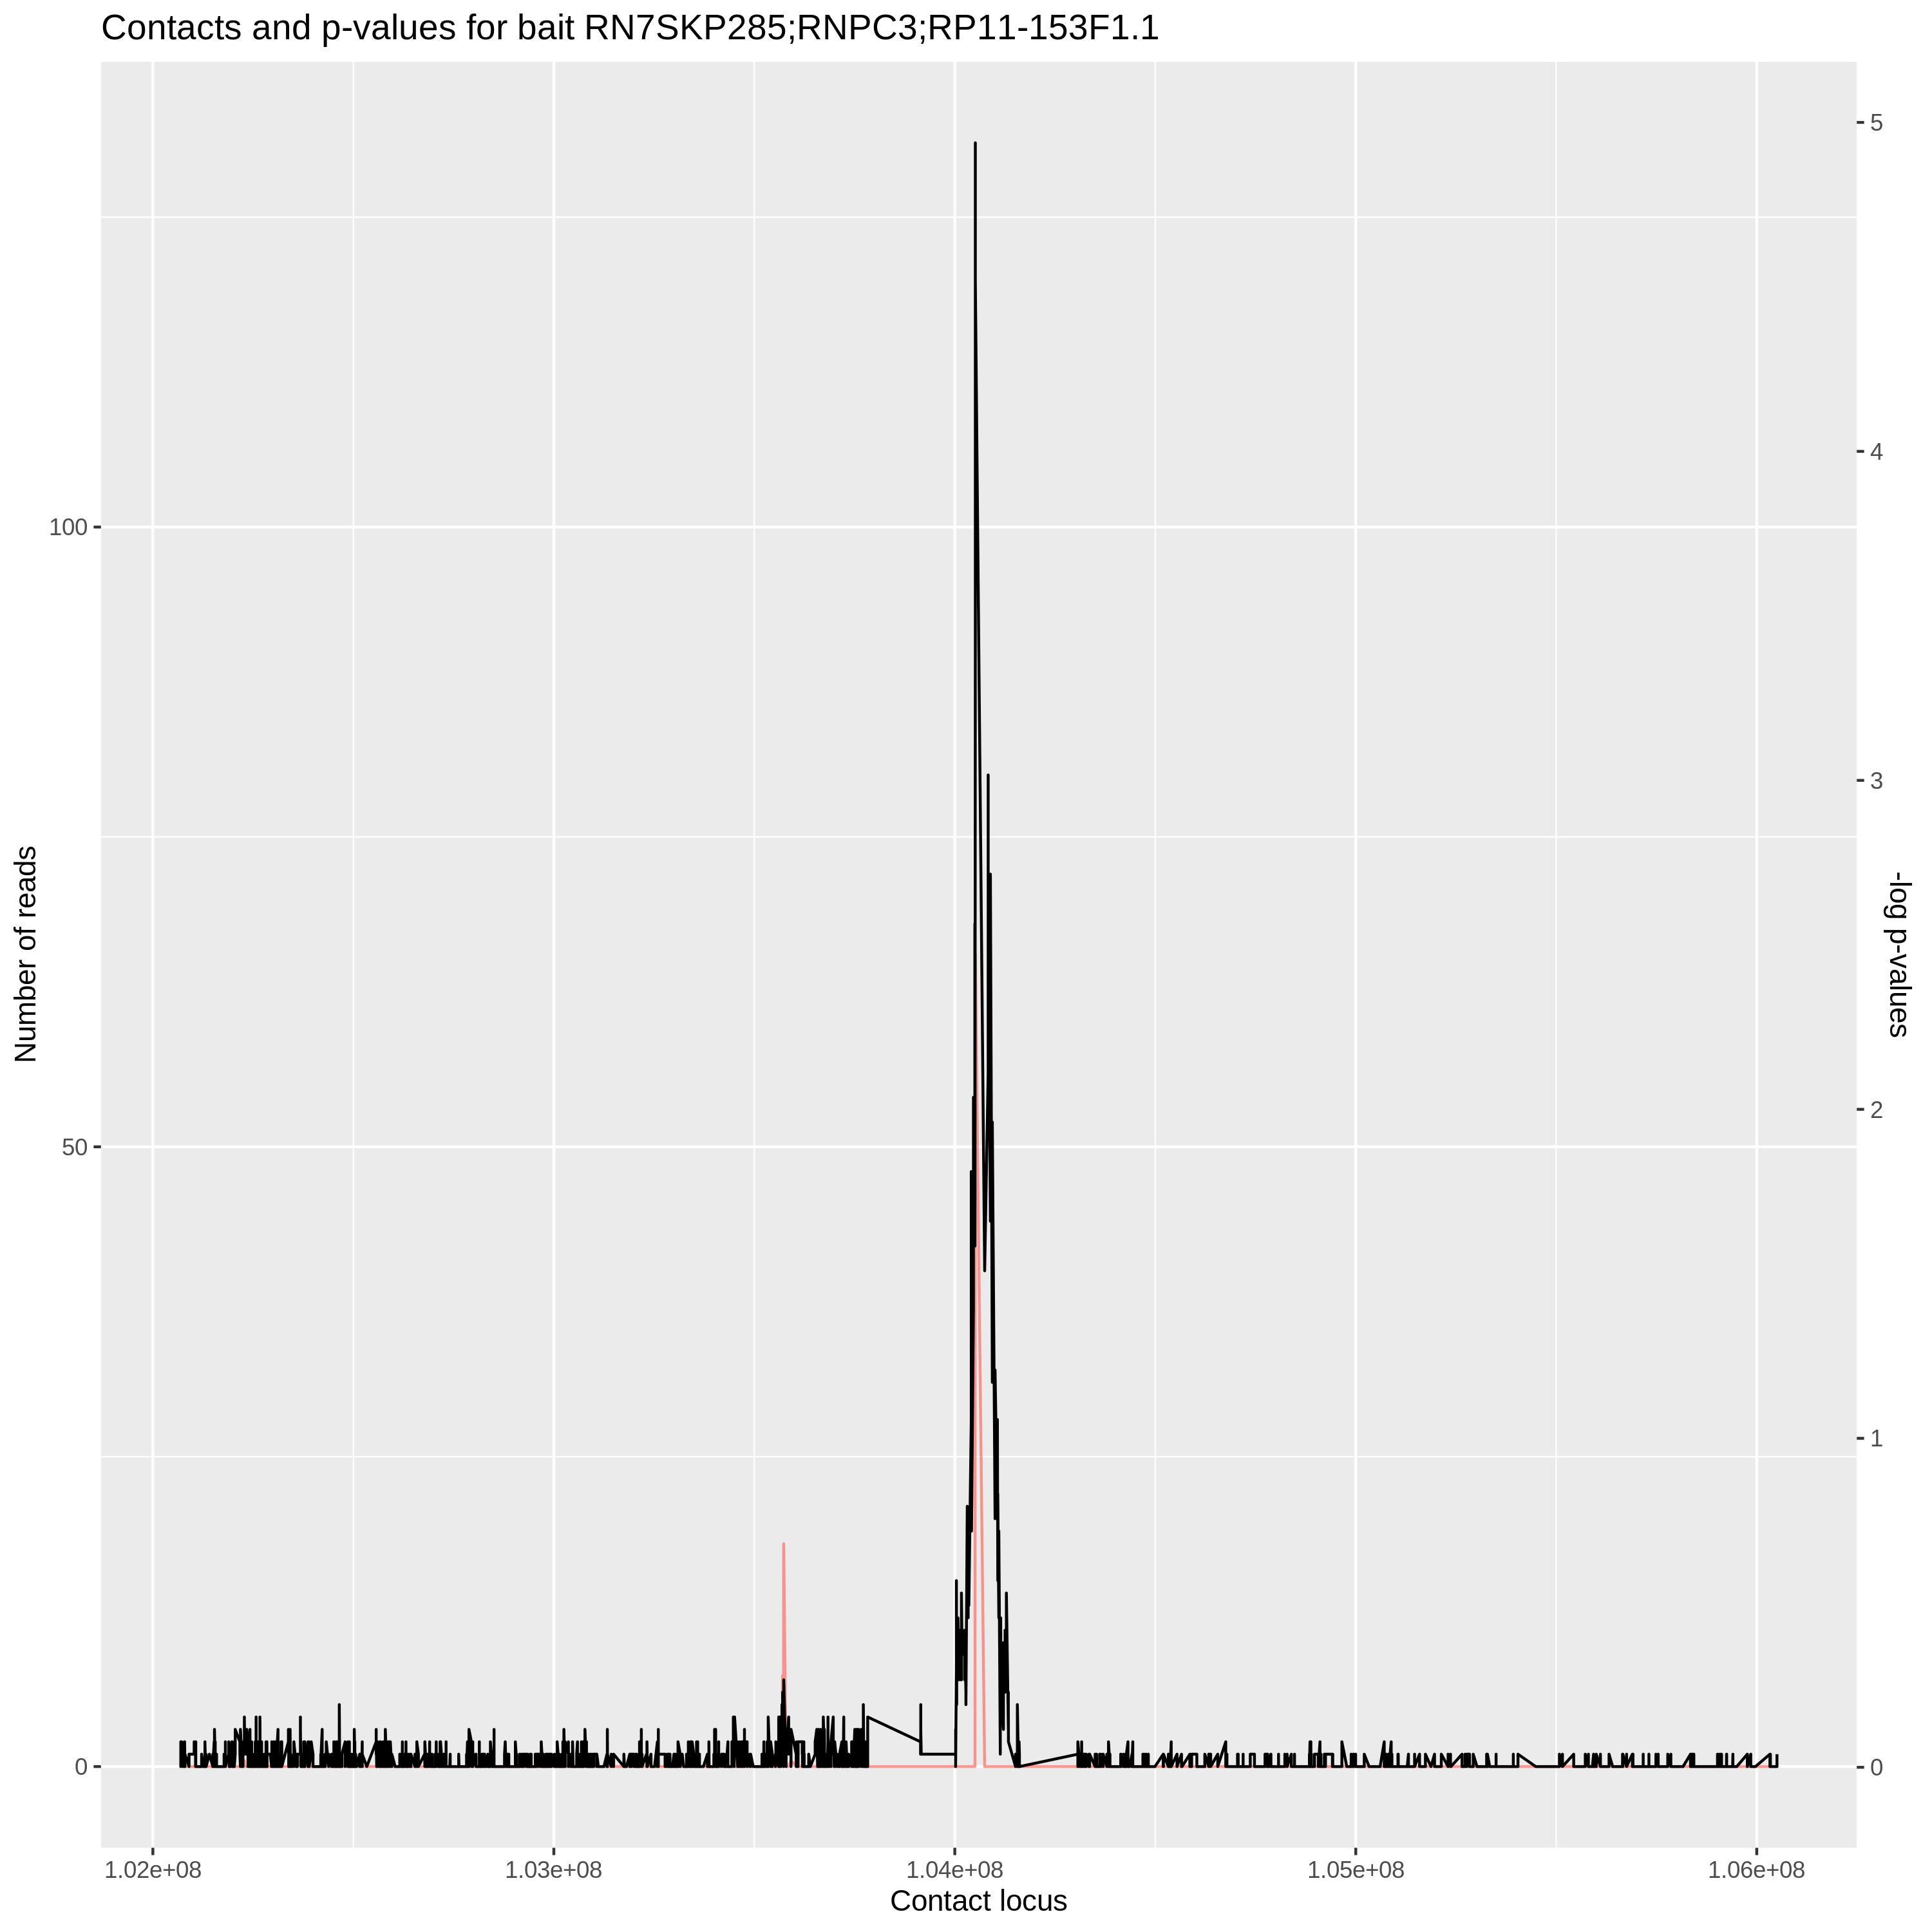 Contacts and p-values for bait RN7SKP285;RNPC3;RP11-153F1.1
5
4
100
3
Number of reads
-log p-values
2
50
1
0
0
1.02e+08 1.03e+08 1.04e+08 1.05e+08 1.06e+08
Contact locus